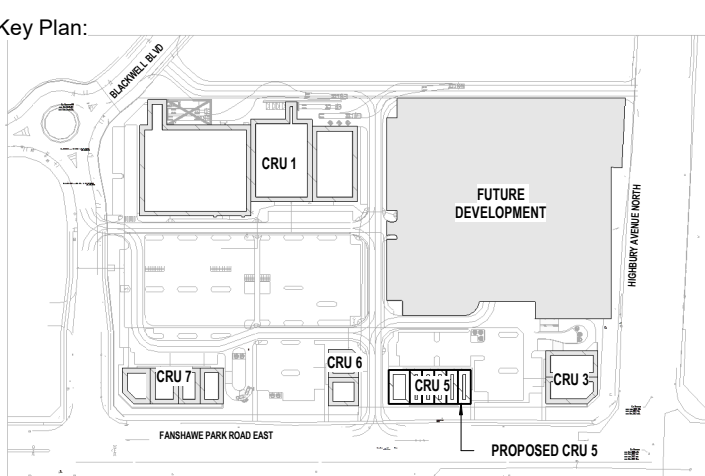 Key Plan:
BLACKWELL BLVD
CRU 1
FUTURE
DEVELOPMENT
HIGHBURY AVENUE NORTH
CRU 7
CRU 6
CRU 5
CRU 3
FANSHAWE PARK ROAD EAST
PROPOSED CRU 5